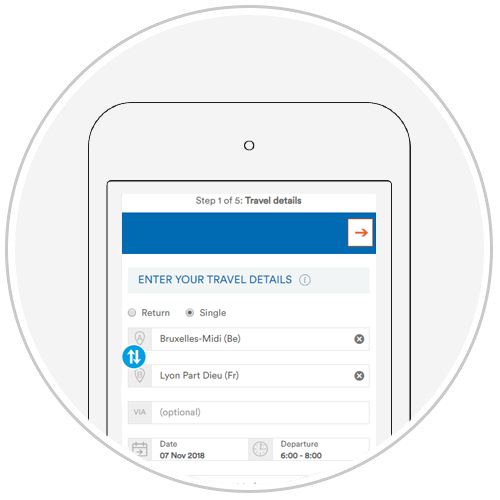 Step 1 of 5: Travel details
ENTER YOUR TRAVEL DETAILS i
Return Single
A Bruxelles-Midi (Be)
B Lyon Part Dieu (Fr)
VIA (optional)
Date Departure
07 Nov 2018 6:00 - 8:00